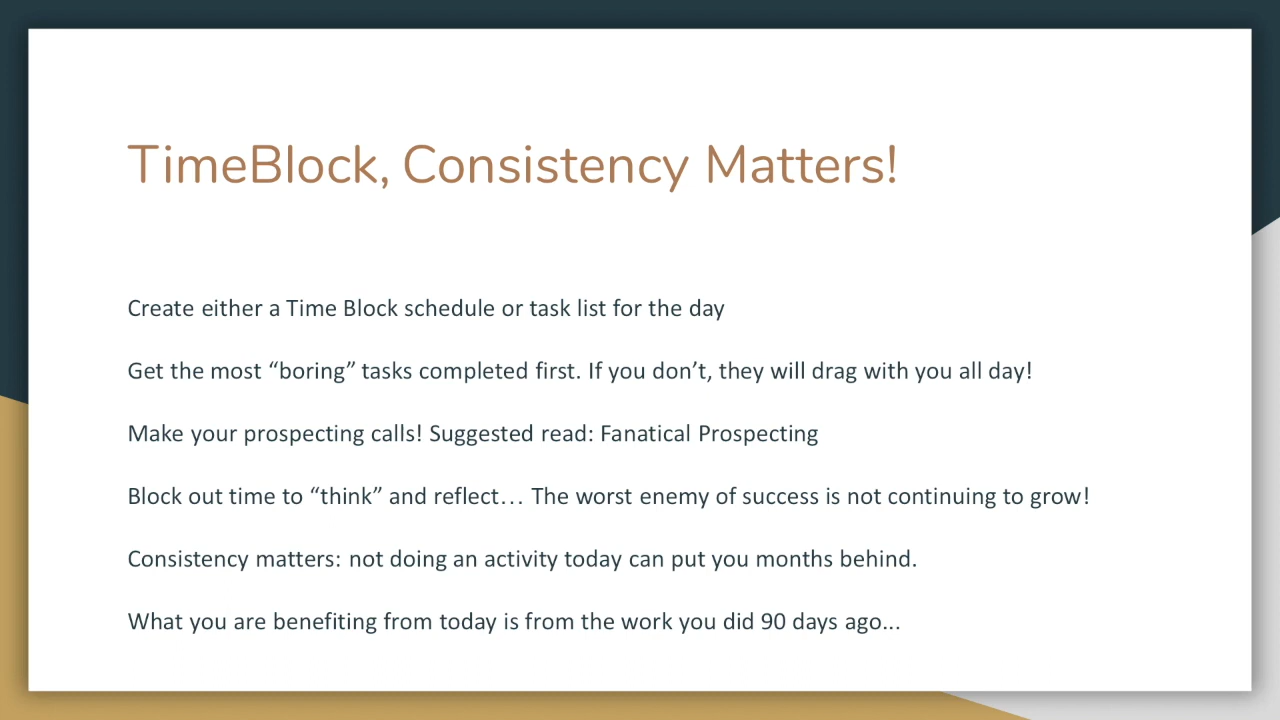 TimeBlock, Consistency Matters!
Create either a Time Block schedule or task list for the day
Get the most “boring” tasks completed first. If you don’t, they will drag with you all day!
Make your prospecting calls! Suggested read: Fanatical Prospecting
Block out time to “think” and reflect… The worst enemy of success is not continuing to grow!
Consistency matters: not doing an activity today can put you months behind.
What you are benefiting from today is from the work you did 90 days ago...